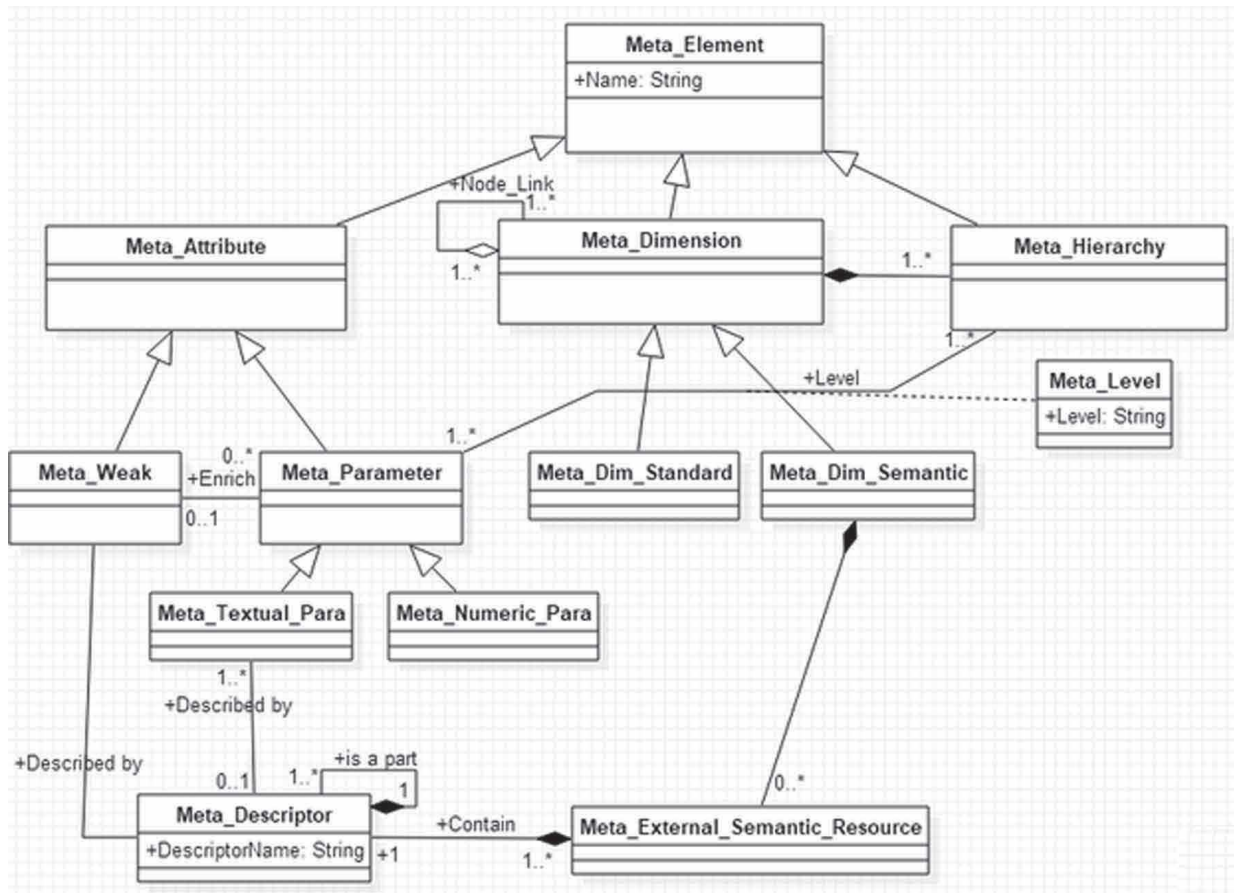 Meta_Element
+Name: String
+Node_Link
1..*
Meta_Attribute
Meta_Dimension
Meta_Hierarchy
1..*
1..*
1..*
+Level
Meta_Level
+Level: String
1..*
0..*
Meta_Weak
+Enrich
0..1
Meta_Parameter
Meta_Dim_Standard
Meta_Dim_Semantic
Meta_Textual_Para
Meta_Numeric_Para
1..*
+Described by
+Described by
0..1
+is a part
1..*
1
0..*
Meta_Descriptor
+DescriptorName: String
+1
+Contain
1..*
Meta_External_Semantic_Resource